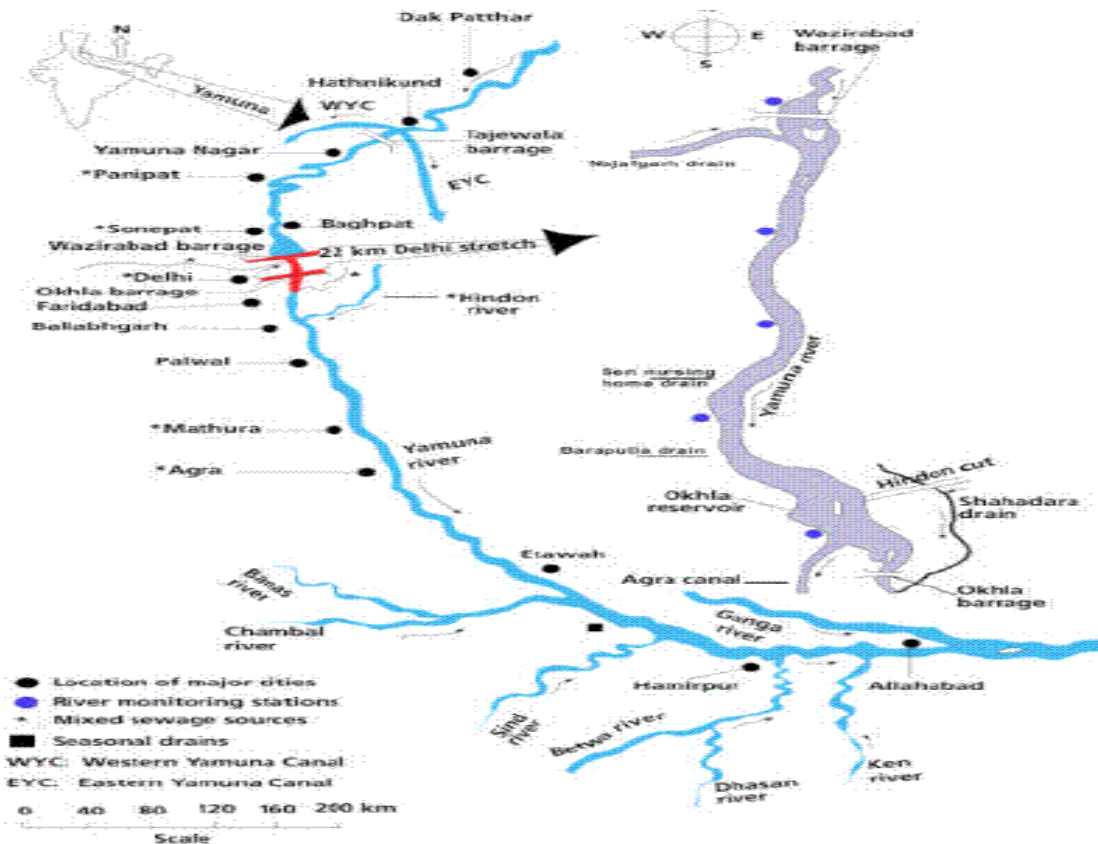 Dak Patthar
N
Hathnikund
WYC
Yamuna
Tajewala
barrage
Yamuna Nagar
*Panipat
EYC
*Sonepat
Baghpat
Wazirabad barrage
22 km Delhi stretch
*Delhi
Okhla barrage
Faridabad
*Hindon
river
Ballabhgarh
Palwal
*Mathura
Yamuna
river
*Agra
Etawah
Banas
river
Chambal
river
Ganga
river
Hamirpur
Allahabad
Sind
river
Betwa river
Dhasan
river
Ken
river
W
E
S
Wazirabad
barrage
Najafgarh drain
Sen nursing
home drain
Yamuna river
Barapulla drain
Hindon cut
Okhla
reservoir
Shahadara
drain
Agra canal
Okhla
barrage
Location of major cities
River monitoring stations
* Mixed sewage sources
Seasonal drains
WYC: Western Yamuna Canal
EYC: Eastern Yamuna Canal
0 40 80 120 160 200 km
Scale